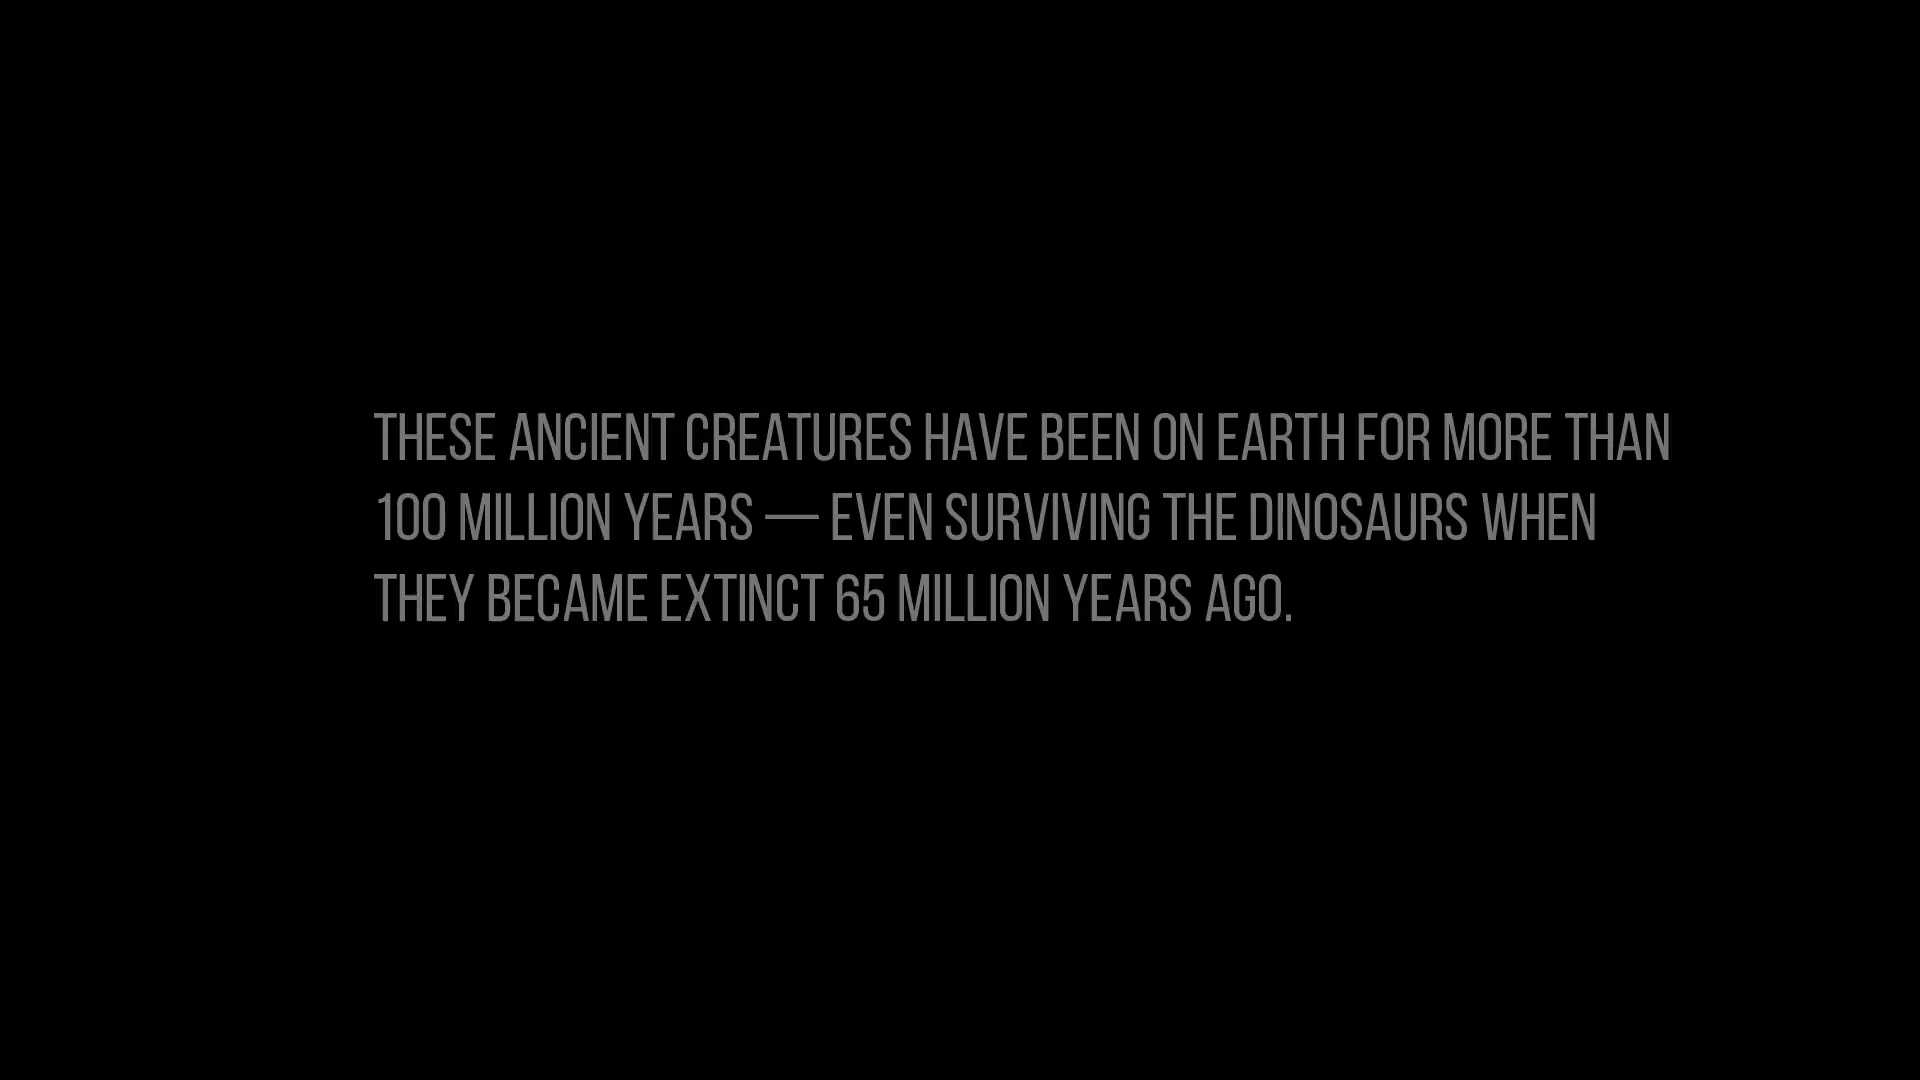 THESE ANCIENT CREATURES HAVE BEEN ON EARTH FOR MORE THAN
100 MILLION YEARS — EVEN SURVIVING THE DINOSAURS WHEN
THEY BECAME EXTINCT 65 MILLION YEARS AGO.